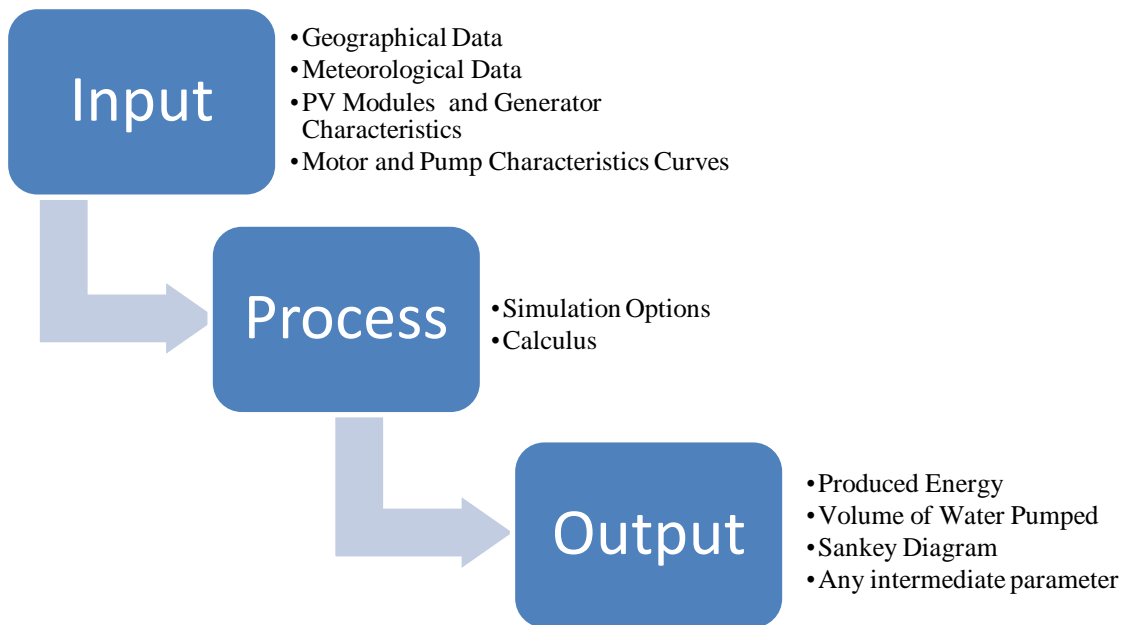 Input
•Geographical Data
•Meteorological Data
•PV Modules and Generator
Characteristics
•Motor and Pump Characteristics Curves
Process
•Simulation Options
•Calculus
Output
•Produced Energy
•Volume of Water Pumped
•Sankey Diagram
•Any intermediate parameter